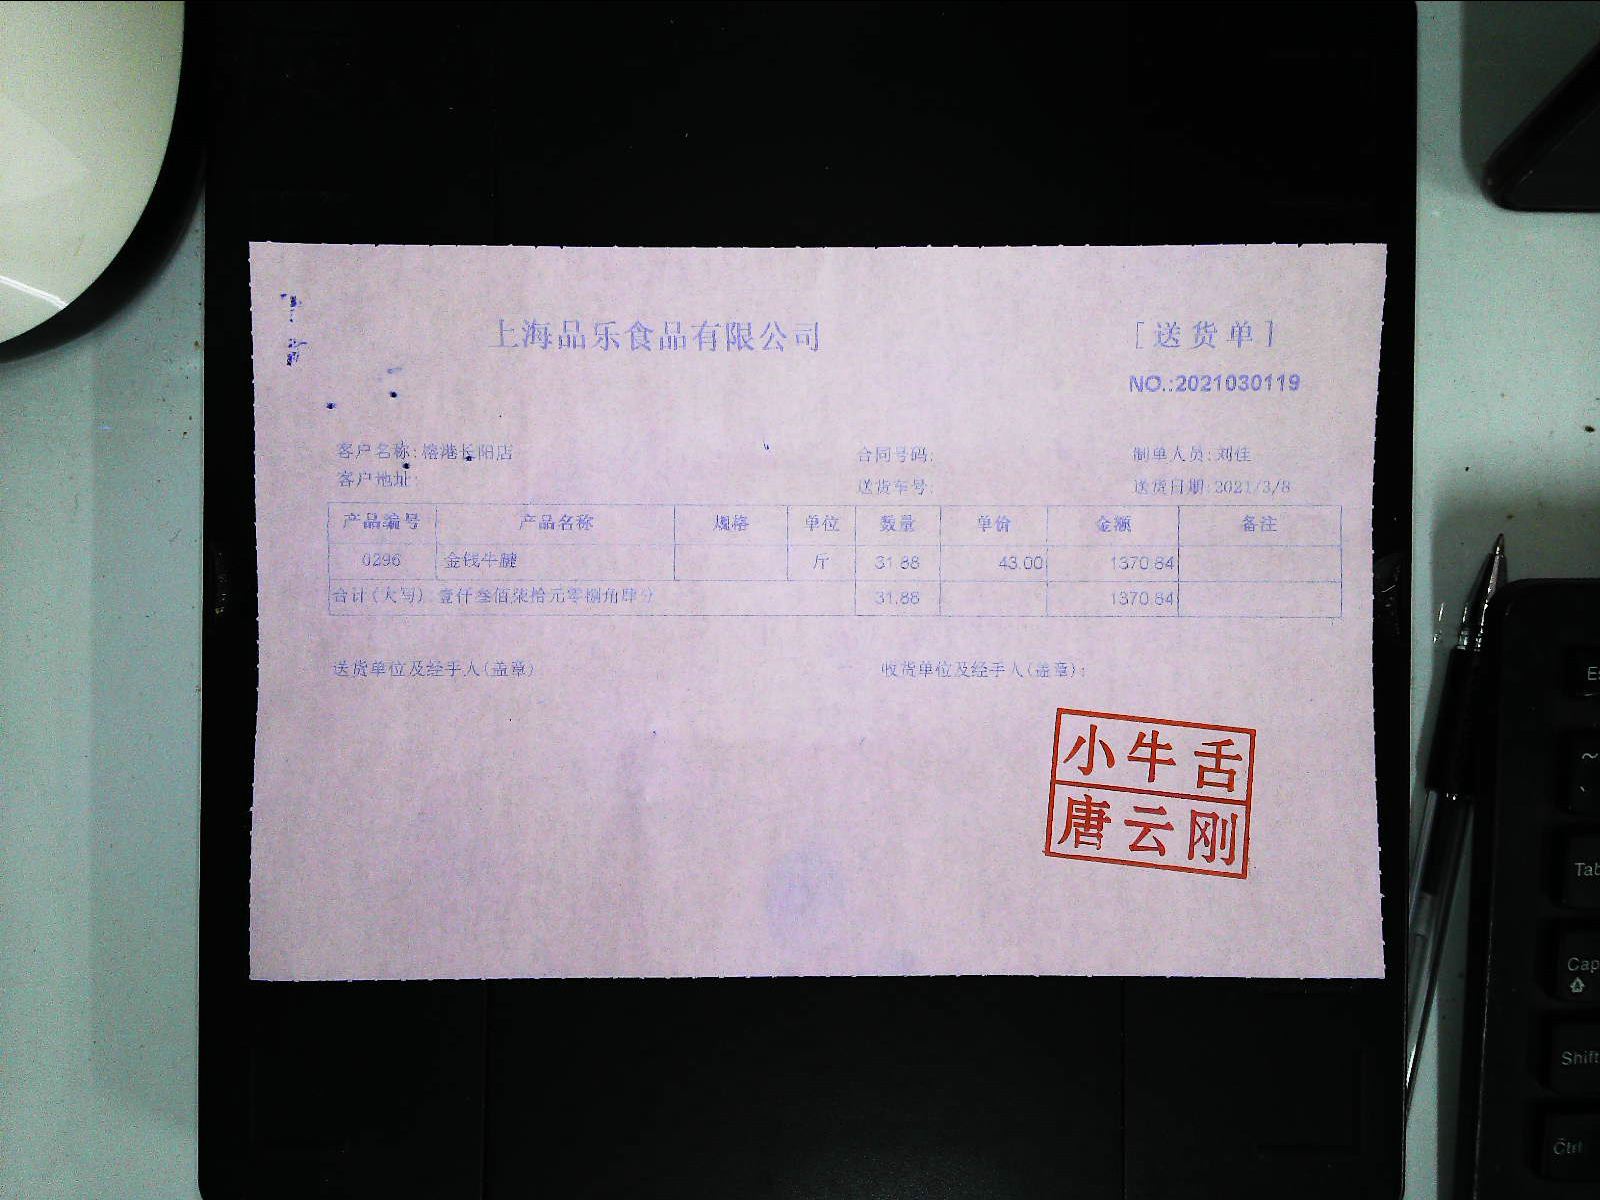 上海品乐食品有限公司 [送货单]
NO.:2021030119
客户名称:榕港长阳店 合同号码: 制单人员:刘佳
客户地址: 送货车号: 送货日期:2021/3/8
产品编号 产品名称 规格 单位 数量 单价 金额 备注
0296 金钱牛腱 斤 31.88 43.00 1370.84
合计(大写) 壹仟叁佰柒拾元零捌角肆分 31.88 1370.84
送货单位及经手人(盖章) 收货单位及经手人(盖章):
小牛舌
唐云刚
Tab
Cap
Shift
Ctrl